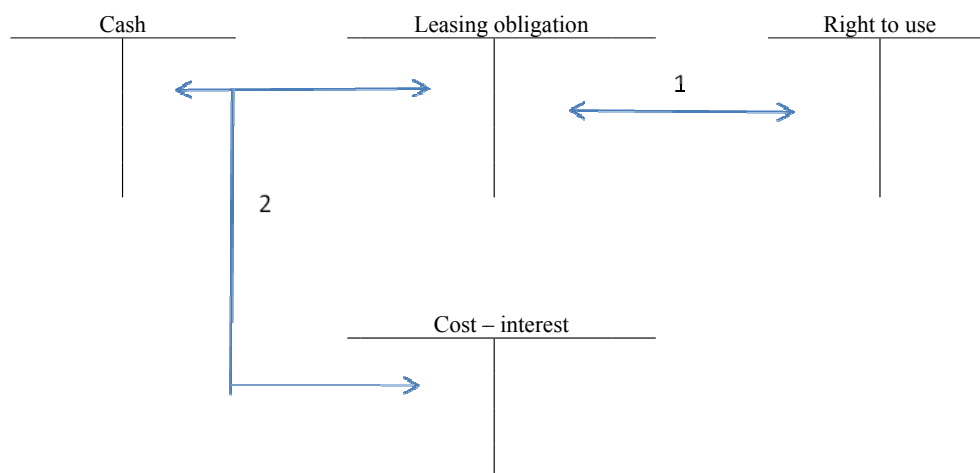 Cash
Leasing obligation
Right to use
1
2
Cost – interest